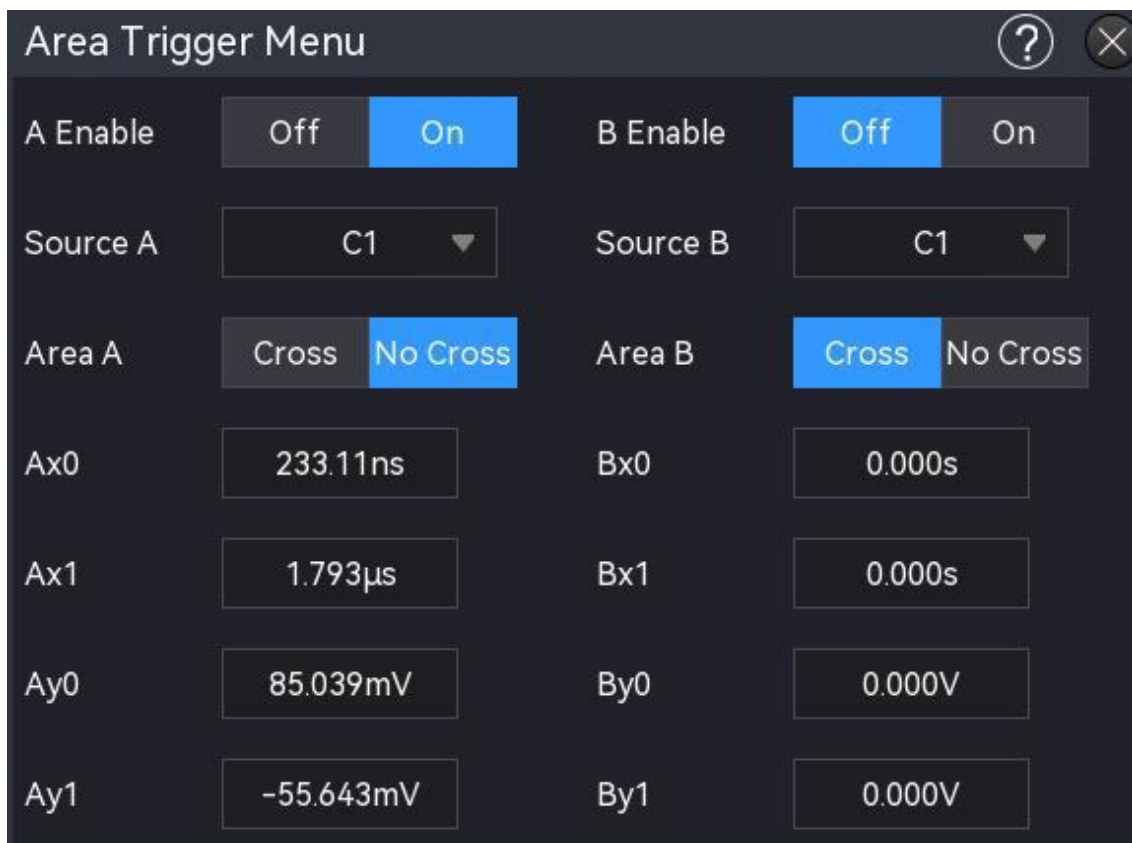 Area Trigger Menu ?
A Enable Off On B Enable Off On
Source A C1 Source B C1
Area A Cross No Cross Area B Cross No Cross
Ax0 233.11ns Bx0 0.000s
Ax1 1.793µs Bx1 0.000s
Ay0 85.039mV By0 0.000V
Ay1 -55.643mV By1 0.000V